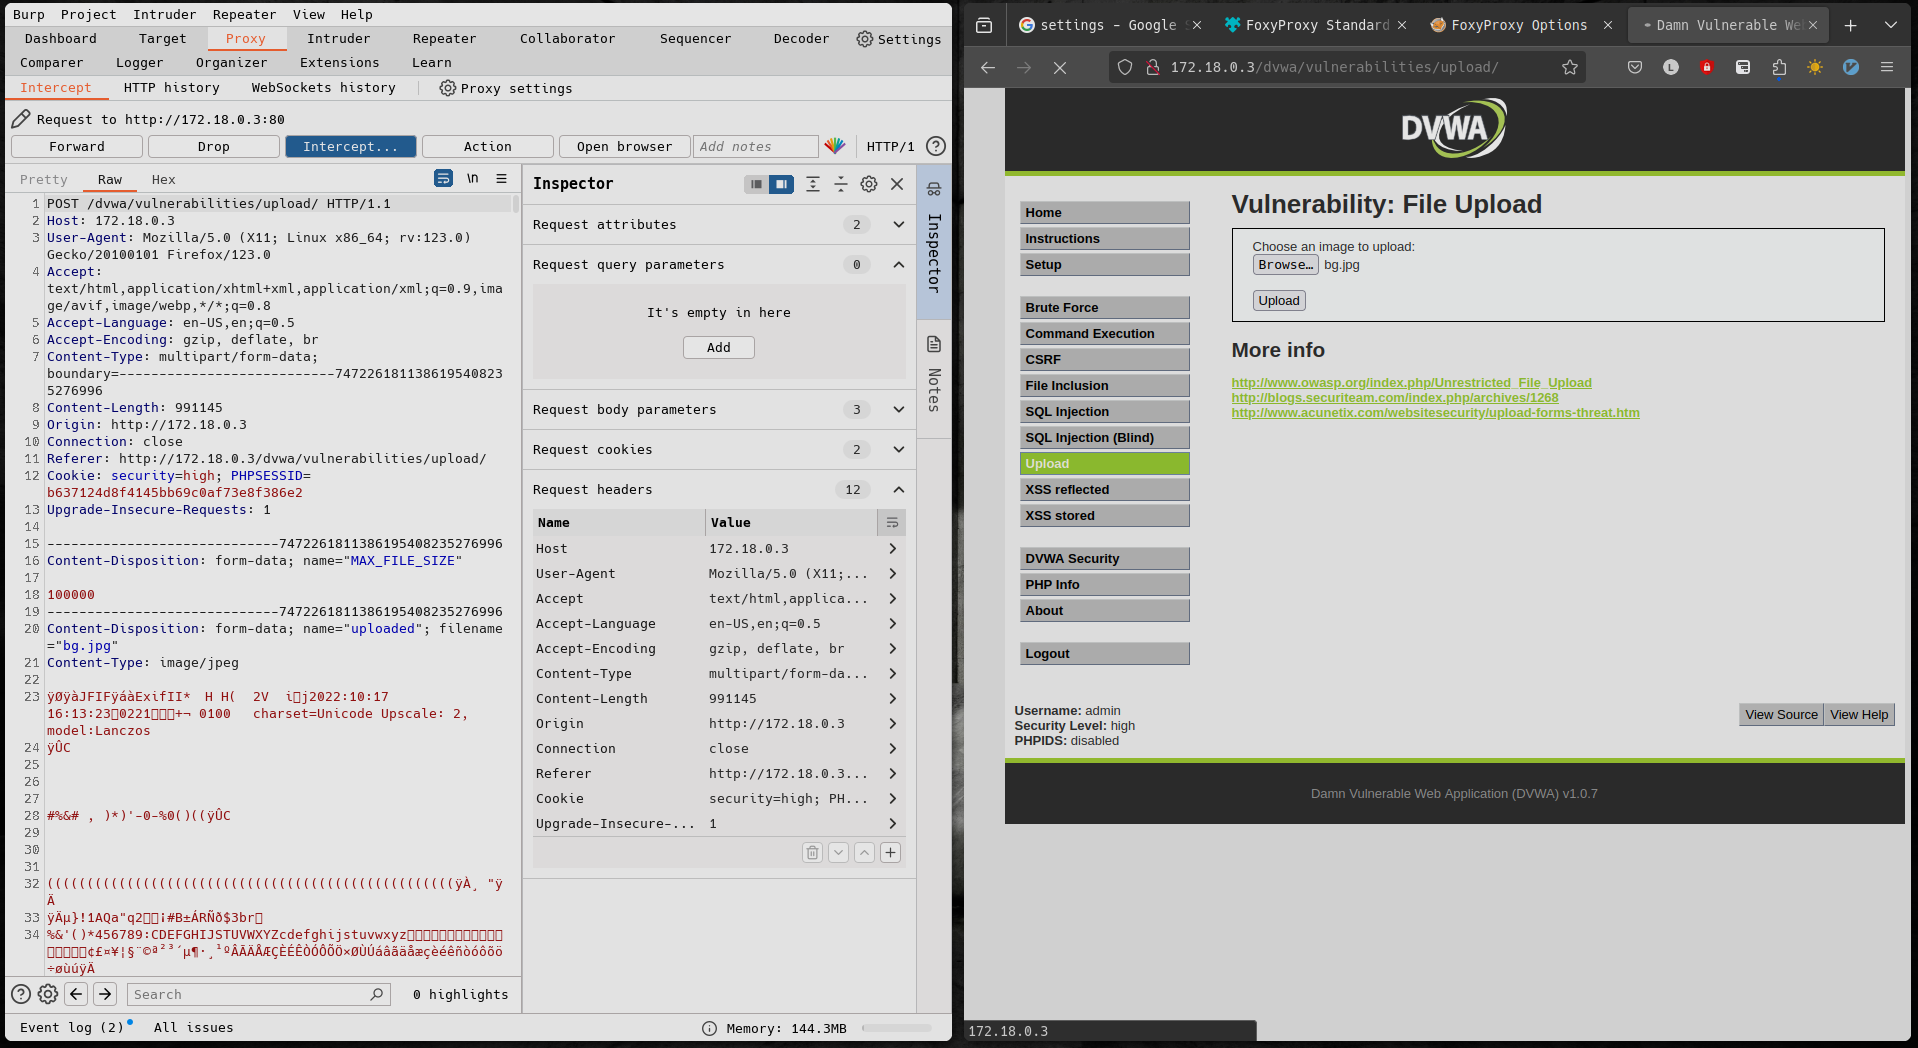 Burp Project Intruder Repeater View Help
Dashboard Target Proxy Intruder Repeater Collaborator Sequencer Decoder Settings
Comparer Logger Organizer Extensions Learn
Intercept HTTP history WebSockets history Proxy settings
Request to http://172.18.0.3:80
Forward Drop Intercept... Action Open browser Add notes HTTP/1
Pretty Raw Hex \n
1 POST /dvwa/vulnerabilities/upload/ HTTP/1.1
2 Host: 172.18.0.3
3 User-Agent: Mozilla/5.0 (X11; Linux x86_64; rv:123.0)
Gecko/20100101 Firefox/123.0
4 Accept:
text/html,application/xhtml+xml,application/xml;q=0.9,ima
ge/avif,image/webp,*/*;q=0.8
5 Accept-Language: en-US,en;q=0.5
6 Accept-Encoding: gzip, deflate, br
7 Content-Type: multipart/form-data;
boundary=---------------------------747226181138619540823
5276996
8 Content-Length: 991145
9 Origin: http://172.18.0.3
10 Connection: close
11 Referer: http://172.18.0.3/dvwa/vulnerabilities/upload/
12 Cookie: security=high; PHPSESSID=
b637124d8f4145bb69c0af73e8f386e2
13 Upgrade-Insecure-Requests: 1
14
15 -----------------------------747226181138619540823 5276996
16 Content-Disposition: form-data; name="MAX_FILE_SIZE"
17
18 100000
19 -----------------------------747226181138619540823 5276996
20 Content-Disposition: form-data; name="uploaded"; filename
="bg.jpg"
21 Content-Type: image/jpeg
22
23 ÿØÿàJFIFÿáàExifII* H H( 2V i j2022:10:17
16:13:23 0221 +¬ 0100 charset=Unicode Upscale: 2,
model:Lanczos
24 ÿÛC
25
26
27
28 #%&# , )*)'-0-%0()((ÿÛC
29
30
31
32 (((((((((((((((((((((((((((((((((((((((((((((((((((ÿÀ¸ "ÿ
Ä
33 ÿÄµ}!1AQa"q2 ¡#B±ÁRÑð$3br
34 %&'()*456789:CDEFGHIJSTUVWXYZcdefghijstuvwxyz
¢£¤¥¦§¨©ª²³´µ¶·¸¹ºÂÃÄÅÆÇÈÉÊÒÓÔÕÖ×ØÙÚáâãäåæçèéêñòóôõö
÷øùúÿÄ
Search 0 highlights
Event log (2) All issues Memory: 144.3MB
Inspector
Request attributes 2
Request query parameters 0
It's empty in here
Add
Request body parameters 3
Request cookies 2
Request headers 12
Name Value
Host 172.18.0.3
User-Agent Mozilla/5.0 (X11;...
Accept text/html,applica...
Accept-Language en-US,en;q=0.5
Accept-Encoding gzip, deflate, br
Content-Type multipart/form-da...
Content-Length 991145
Origin http://172.18.0.3
Connection close
Referer http://172.18.0.3...
Cookie security=high; PH...
Upgrade-Insecure-... 1
Inspector
Notes
settings - Google S FoxyProxy Standard FoxyProxy Options Damn Vulnerable We
172.18.0.3/dvwa/vulnerabilities/upload/
DVWA
Home
Instructions
Setup
Brute Force
Command Execution
CSRF
File Inclusion
SQL Injection
SQL Injection (Blind)
Upload
XSS reflected
XSS stored
DVWA Security
PHP Info
About
Logout
Vulnerability: File Upload
Choose an image to upload:
Browse… bg.jpg
Upload
More info
http://www.owasp.org/index.php/Unrestricted_File_Upload
http://blogs.securiteam.com/index.php/archives/1268
http://www.acunetix.com/websitesecurity/upload-forms-threat.htm
Username: admin
Security Level: high
PHPIDS: disabled
View Source View Help
Damn Vulnerable Web Application (DVWA) v1.0.7
172.18.0.3